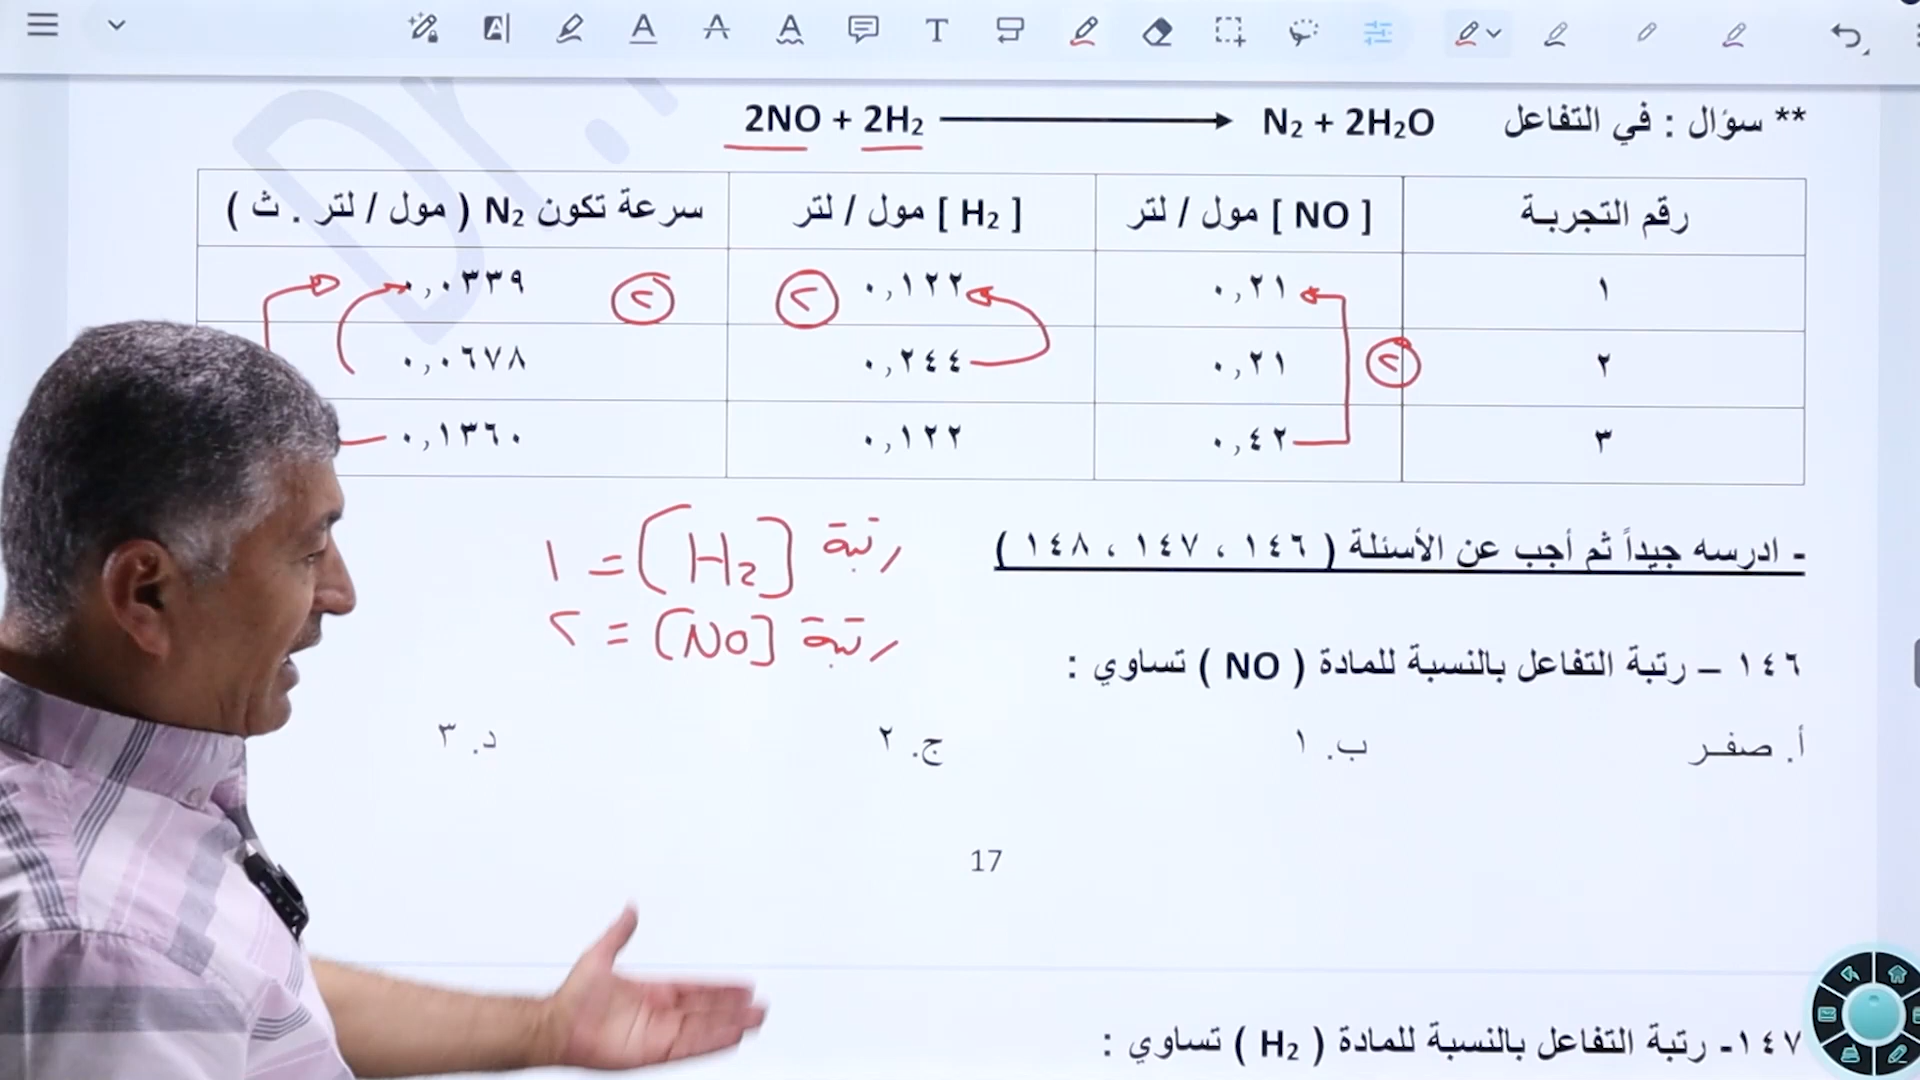 ** سؤال : في التفاعل 2NO + 2H₂ → N₂ + 2H₂O
رقم التجربة [ NO ] مول / لتر [ H₂ ] مول / لتر سرعة تكون N₂ ( مول / لتر . ث )
١ ٠,٢١ ٠,١٢٢ ٢ ٢ ٠,٠٣٣٩
٢ ٢ ٠,٢١ ٠,٢٤٤ ٠,٠٦٧٨
٣ ٠,٤٢ ٠,١٢٢ ٠,١٣٦٠
- ادرسه جيداً ثم أجب عن الأسئلة ( ١٤٦ ، ١٤٧ ، ١٤٨ )
رتبة [H₂] = ١
رتبة [NO] = ٢
١٤٦ – رتبة التفاعل بالنسبة للمادة ( NO ) تساوي :
أ. صفر ب. ١ ج. ٢ د. ٣
17
١٤٧- رتبة التفاعل بالنسبة للمادة ( H₂ ) تساوي :